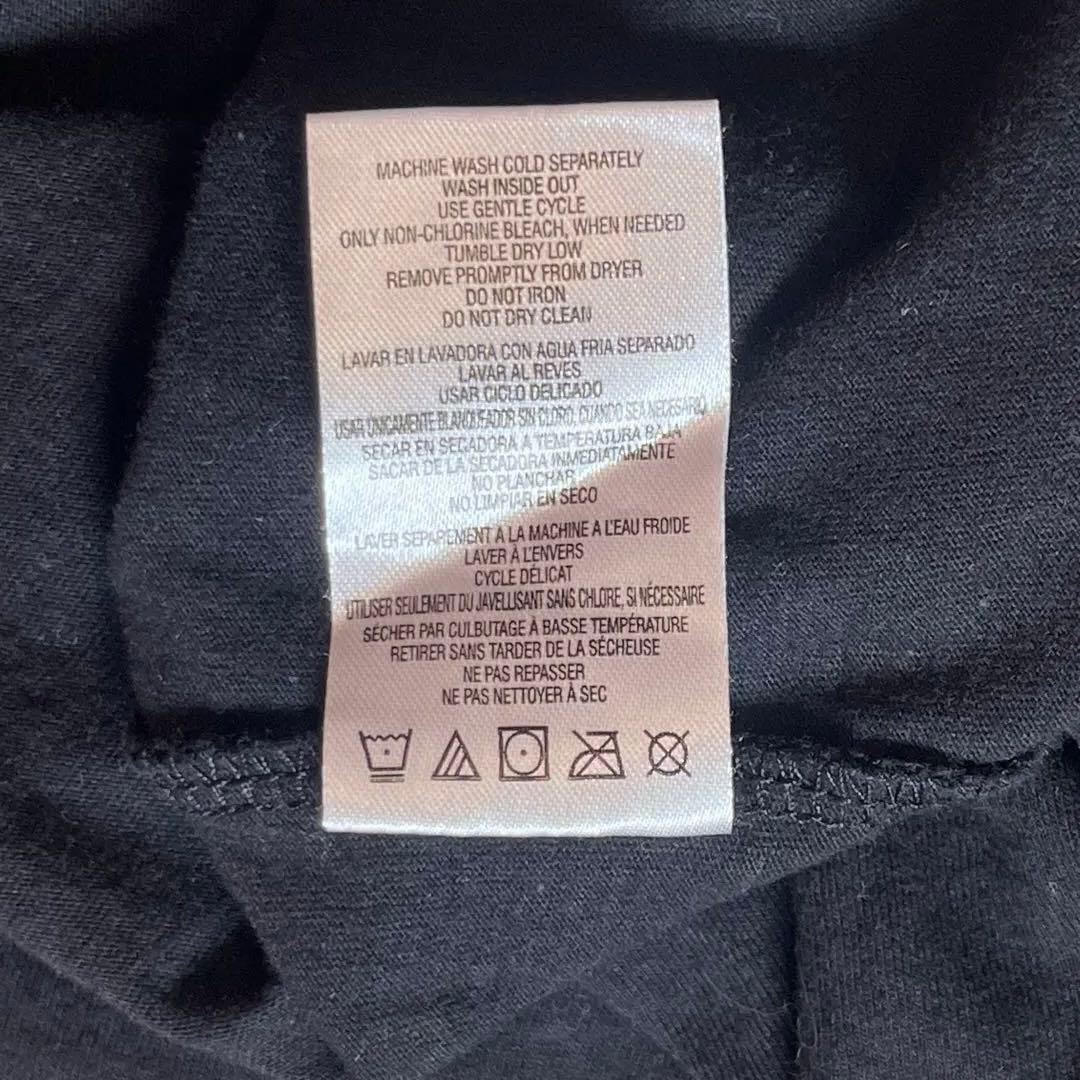 MACHINE WASH COLD SEPARATELY
WASH INSIDE OUT
USE GENTLE CYCLE
ONLY NON-CHLORINE BLEACH, WHEN NEEDED
TUMBLE DRY LOW
REMOVE PROMPTLY FROM DRYER
DO NOT IRON
DO NOT DRY CLEAN
LAVAR EN LAVADORA CON AGUA FRIA SEPARADO
LAVAR AL REVES
USAR CICLO DELICADO
USAR ÚNICAMENTE BLANQUEADOR SIN CLORO, CUANDO SEA NECESARIO
SECAR EN SECADORA A TEMPERATURA BAJA
SACAR DE LA SECADORA INMEDIATAMENTE
NO PLANCHAR
NO LIMPIAR EN SECO
LAVER SEPAREMENT A LA MACHINE A L'EAU FROIDE
LAVER À L'ENVERS
CYCLE DÉLICAT
UTILISER SEULEMENT DU JAVELLISANT SANS CHLORE, SI NÉCESSAIRE
SÉCHER PAR CULBUTAGE À BASSE TEMPÉRATURE
RETIRER SANS TARDER DE LA SÉCHEUSE
NE PAS REPASSER
NE PAS NETTOYER À SEC